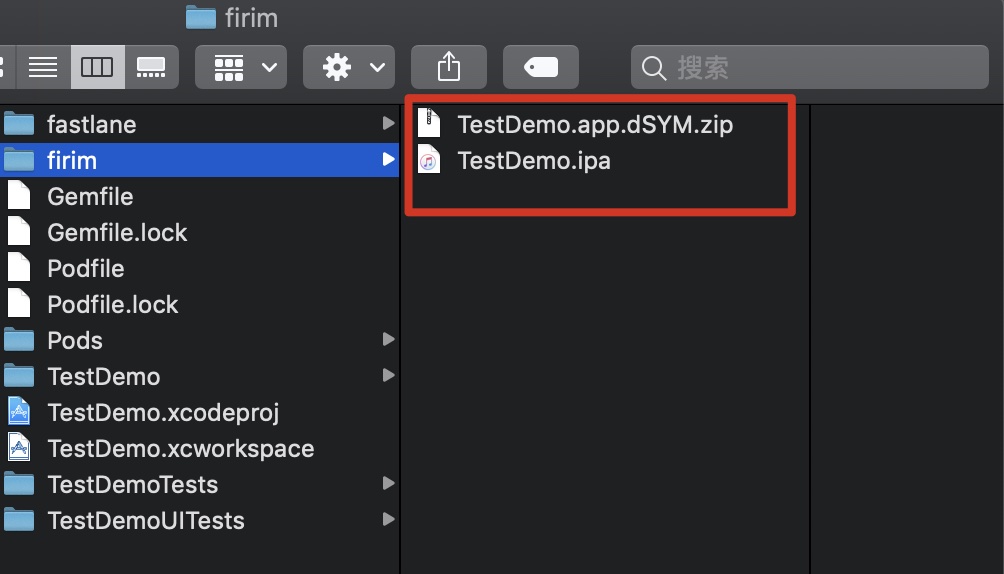 firim
搜索
fastlane
firim
Gemfile
Gemfile.lock
Podfile
Podfile.lock
Pods
TestDemo
TestDemo.xcodeproj
TestDemo.xcworkspace
TestDemoTests
TestDemoUITests
TestDemo.app.dSYM.zip
TestDemo.ipa